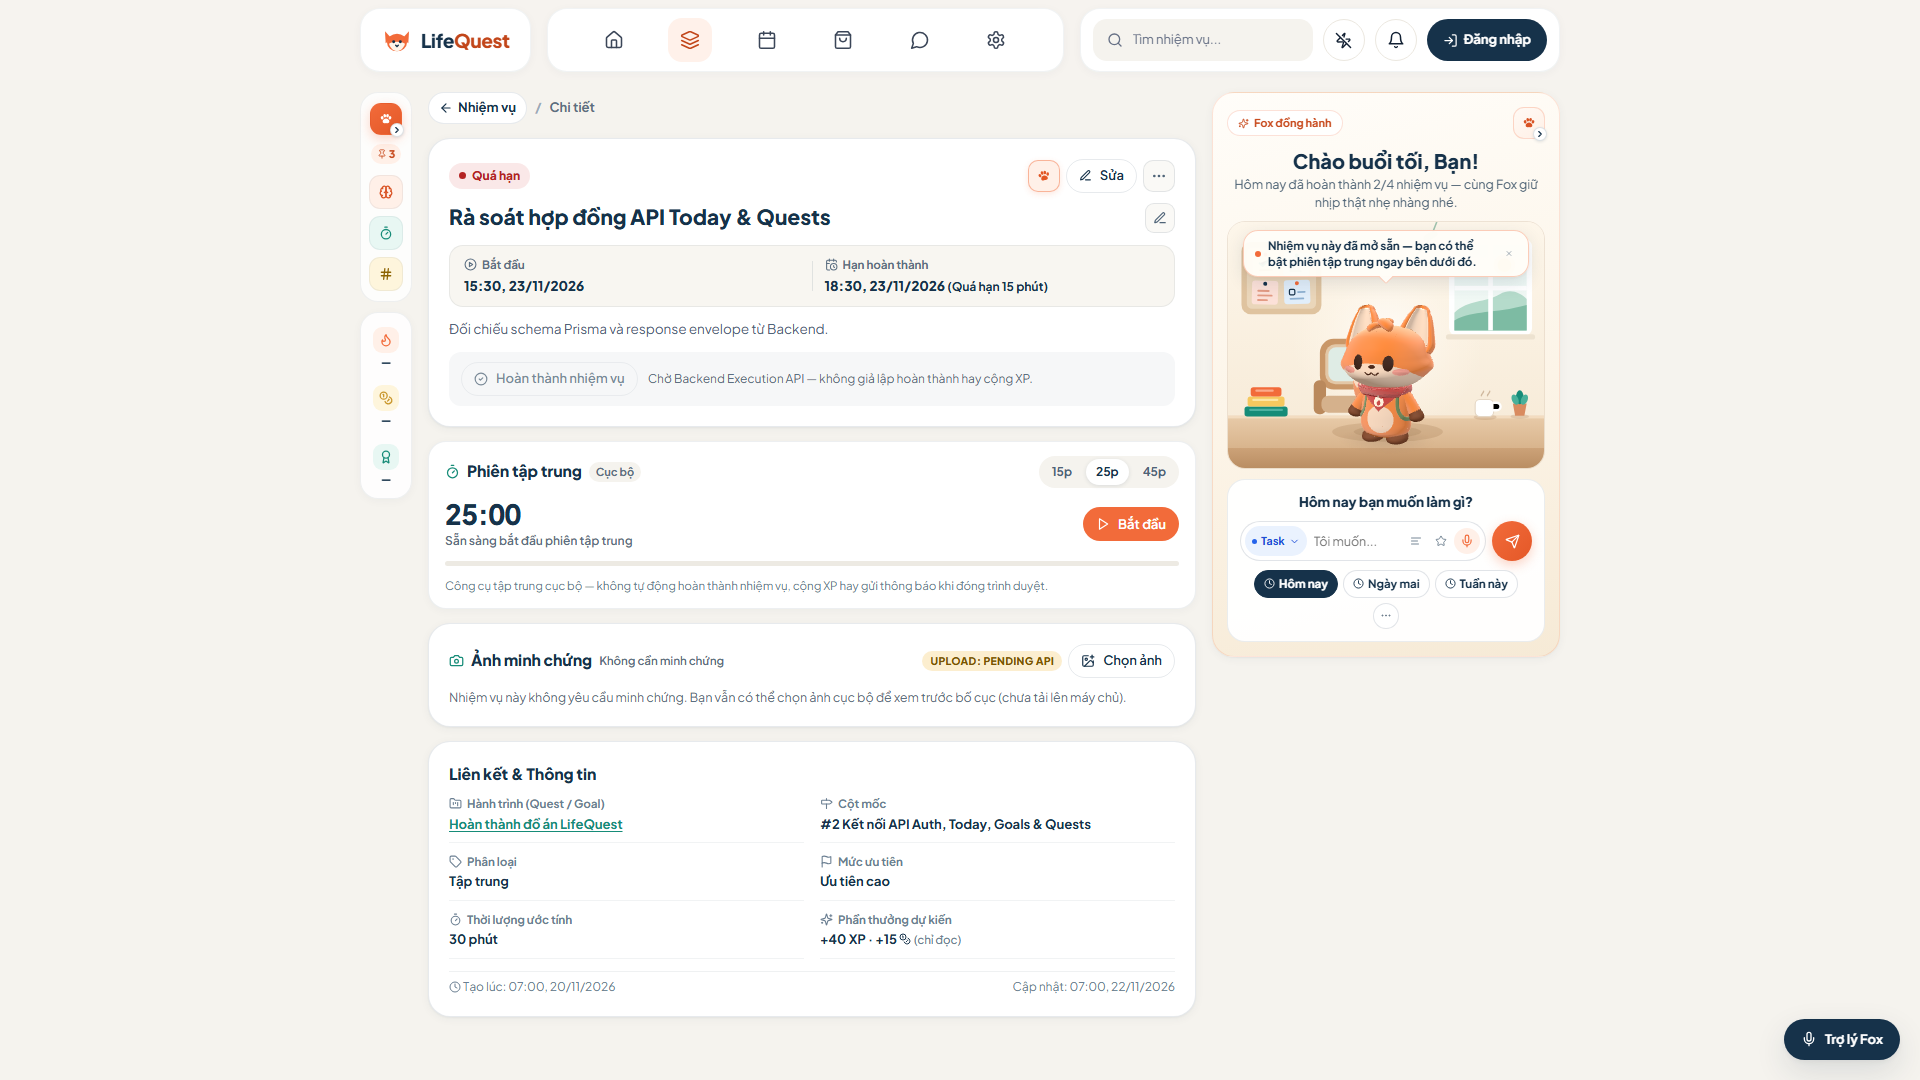 LifeQuest
Tìm nhiệm vụ...
Đăng nhập
3
Nhiệm vụ / Chi tiết
Quá hạn
Sửa
Rà soát hợp đồng API Today & Quests
Bắt đầu
15:30, 23/11/2026
Hạn hoàn thành
18:30, 23/11/2026 (Quá hạn 15 phút)
Đối chiếu schema Prisma và response envelope từ Backend.
Hoàn thành nhiệm vụ
Chờ Backend Execution API — không giả lập hoàn thành hay cộng XP.
Phiên tập trung
Cục bộ
15p
25p
45p
25:00
Sẵn sàng bắt đầu phiên tập trung
Bắt đầu
Công cụ tập trung cục bộ — không tự động hoàn thành nhiệm vụ, cộng XP hay gửi thông báo khi đóng trình duyệt.
Ảnh minh chứng
Không cần minh chứng
UPLOAD: PENDING API
Chọn ảnh
Nhiệm vụ này không yêu cầu minh chứng. Bạn vẫn có thể chọn ảnh cục bộ để xem trước bố cục (chưa tải lên máy chủ).
Liên kết & Thông tin
Hành trình (Quest / Goal)
Hoàn thành đồ án LifeQuest
Cột mốc
#2 Kết nối API Auth, Today, Goals & Quests
Phân loại
Tập trung
Mức ưu tiên
Ưu tiên cao
Thời lượng ước tính
30 phút
Phần thưởng dự kiến
+40 XP · +15 (chỉ đọc)
Tạo lúc: 07:00, 20/11/2026
Cập nhật: 07:00, 22/11/2026
Fox đồng hành
Chào buổi tối, Bạn!
Hôm nay đã hoàn thành 2/4 nhiệm vụ — cùng Fox giữ
nhịp thật nhẹ nhàng nhé.
Nhiệm vụ này đã mở sẵn — bạn có thể
bật phiên tập trung ngay bên dưới đó.
Hôm nay bạn muốn làm gì?
Task
Tôi muốn...
Hôm nay
Ngày mai
Tuần này
Trợ lý Fox